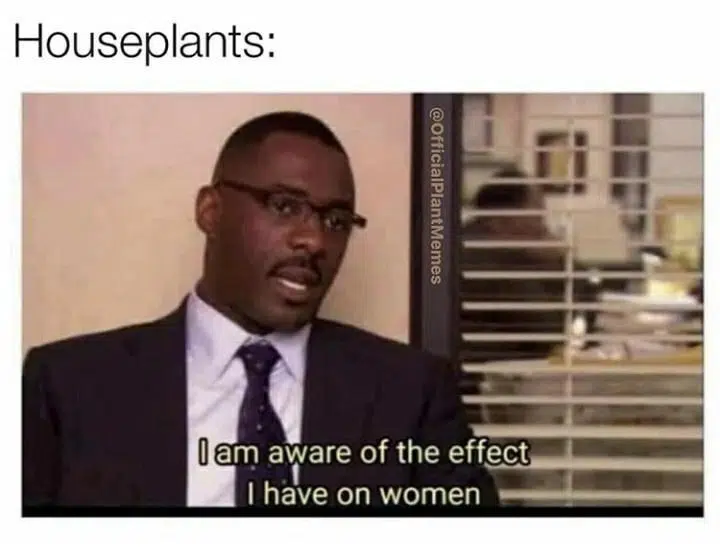 Houseplants:
@OfficialPlantMemes
I am aware of the effect
I have on women